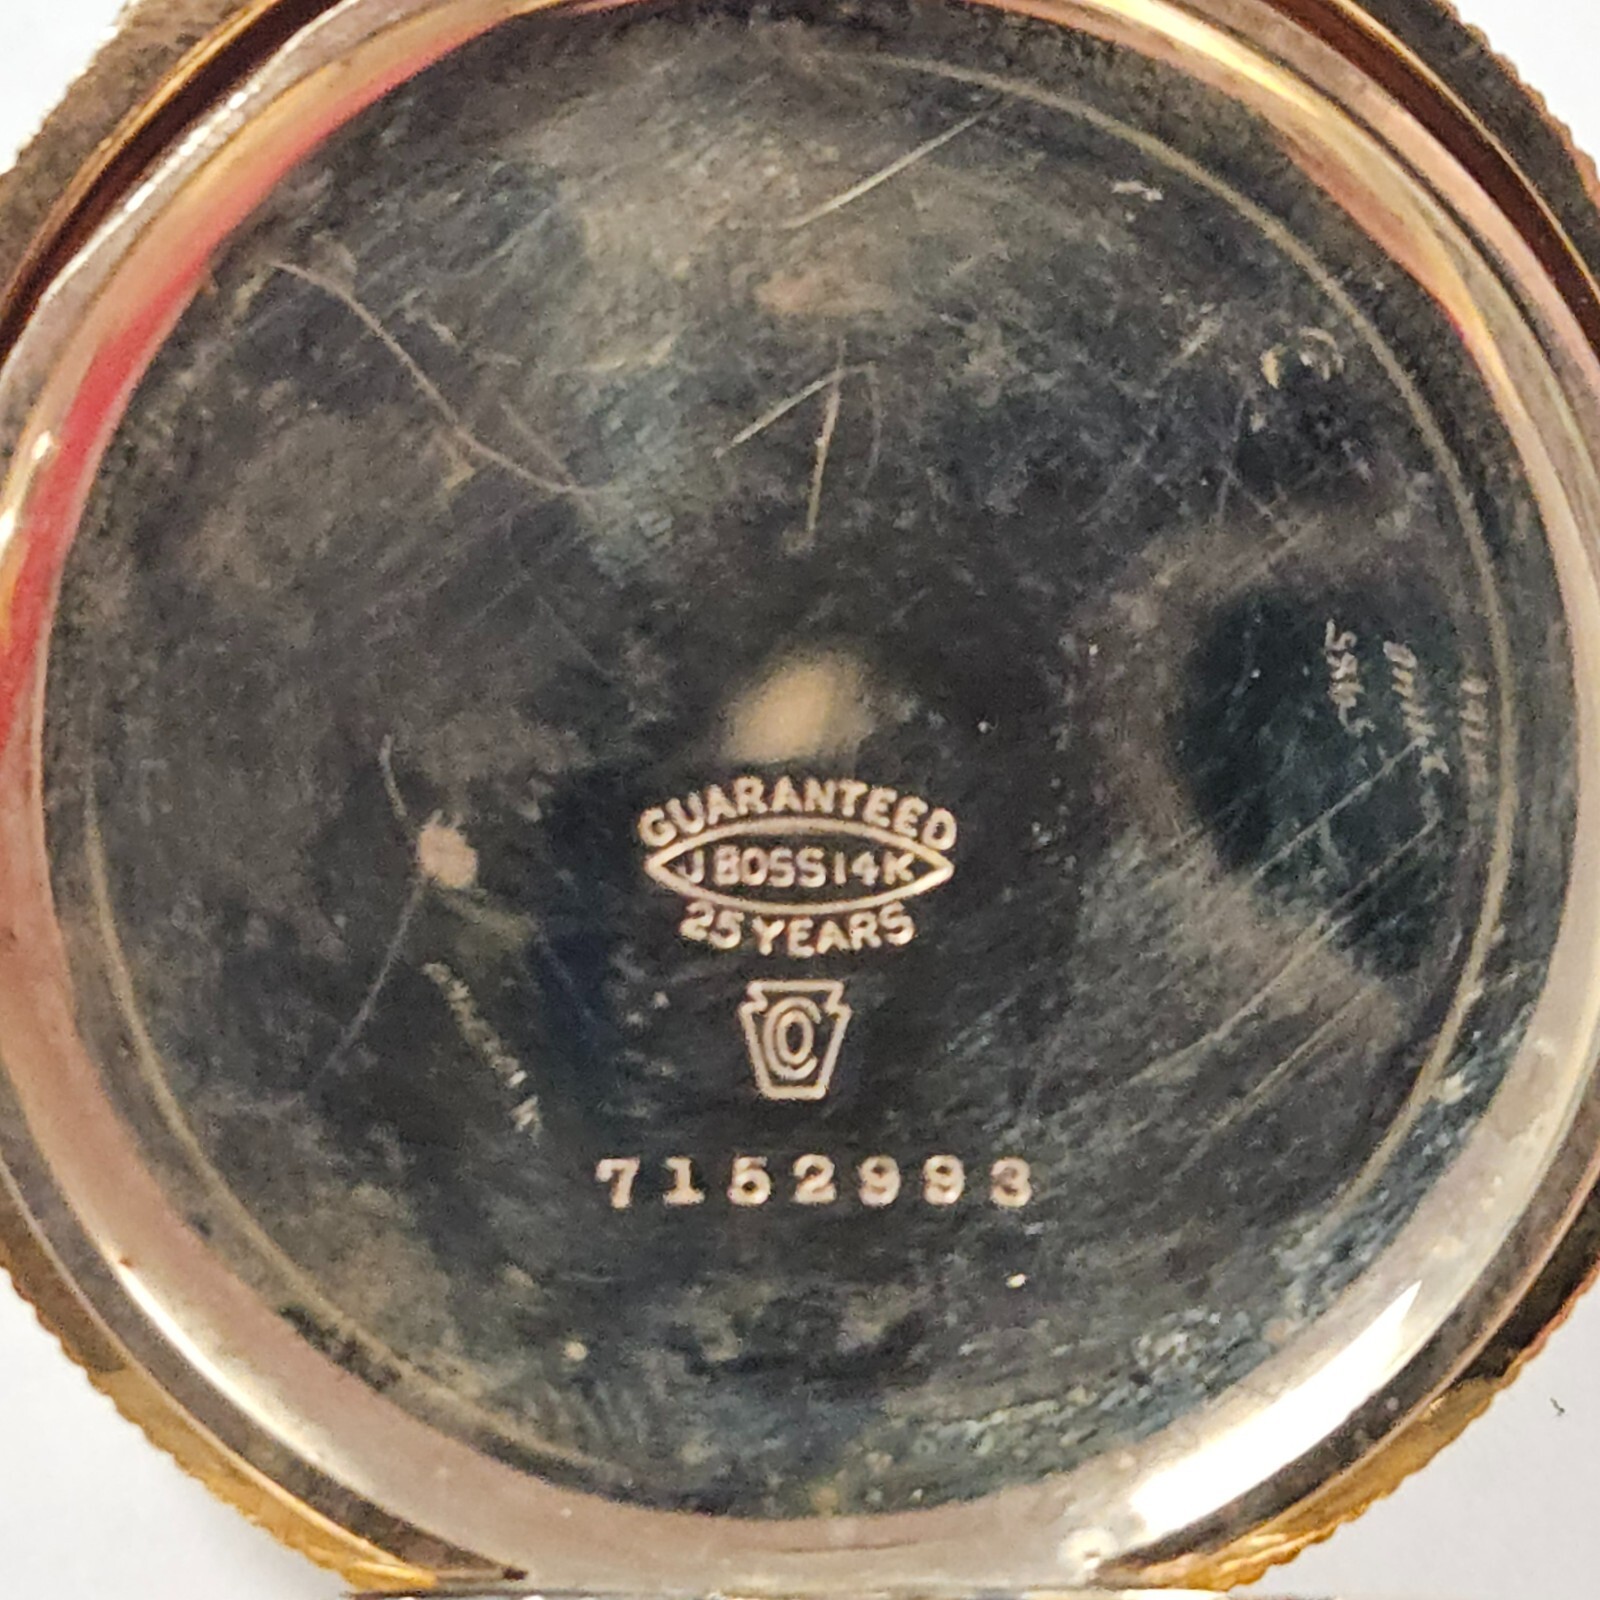 GUARANTEED
J BOSS 14K
25 YEARS
C
7152993